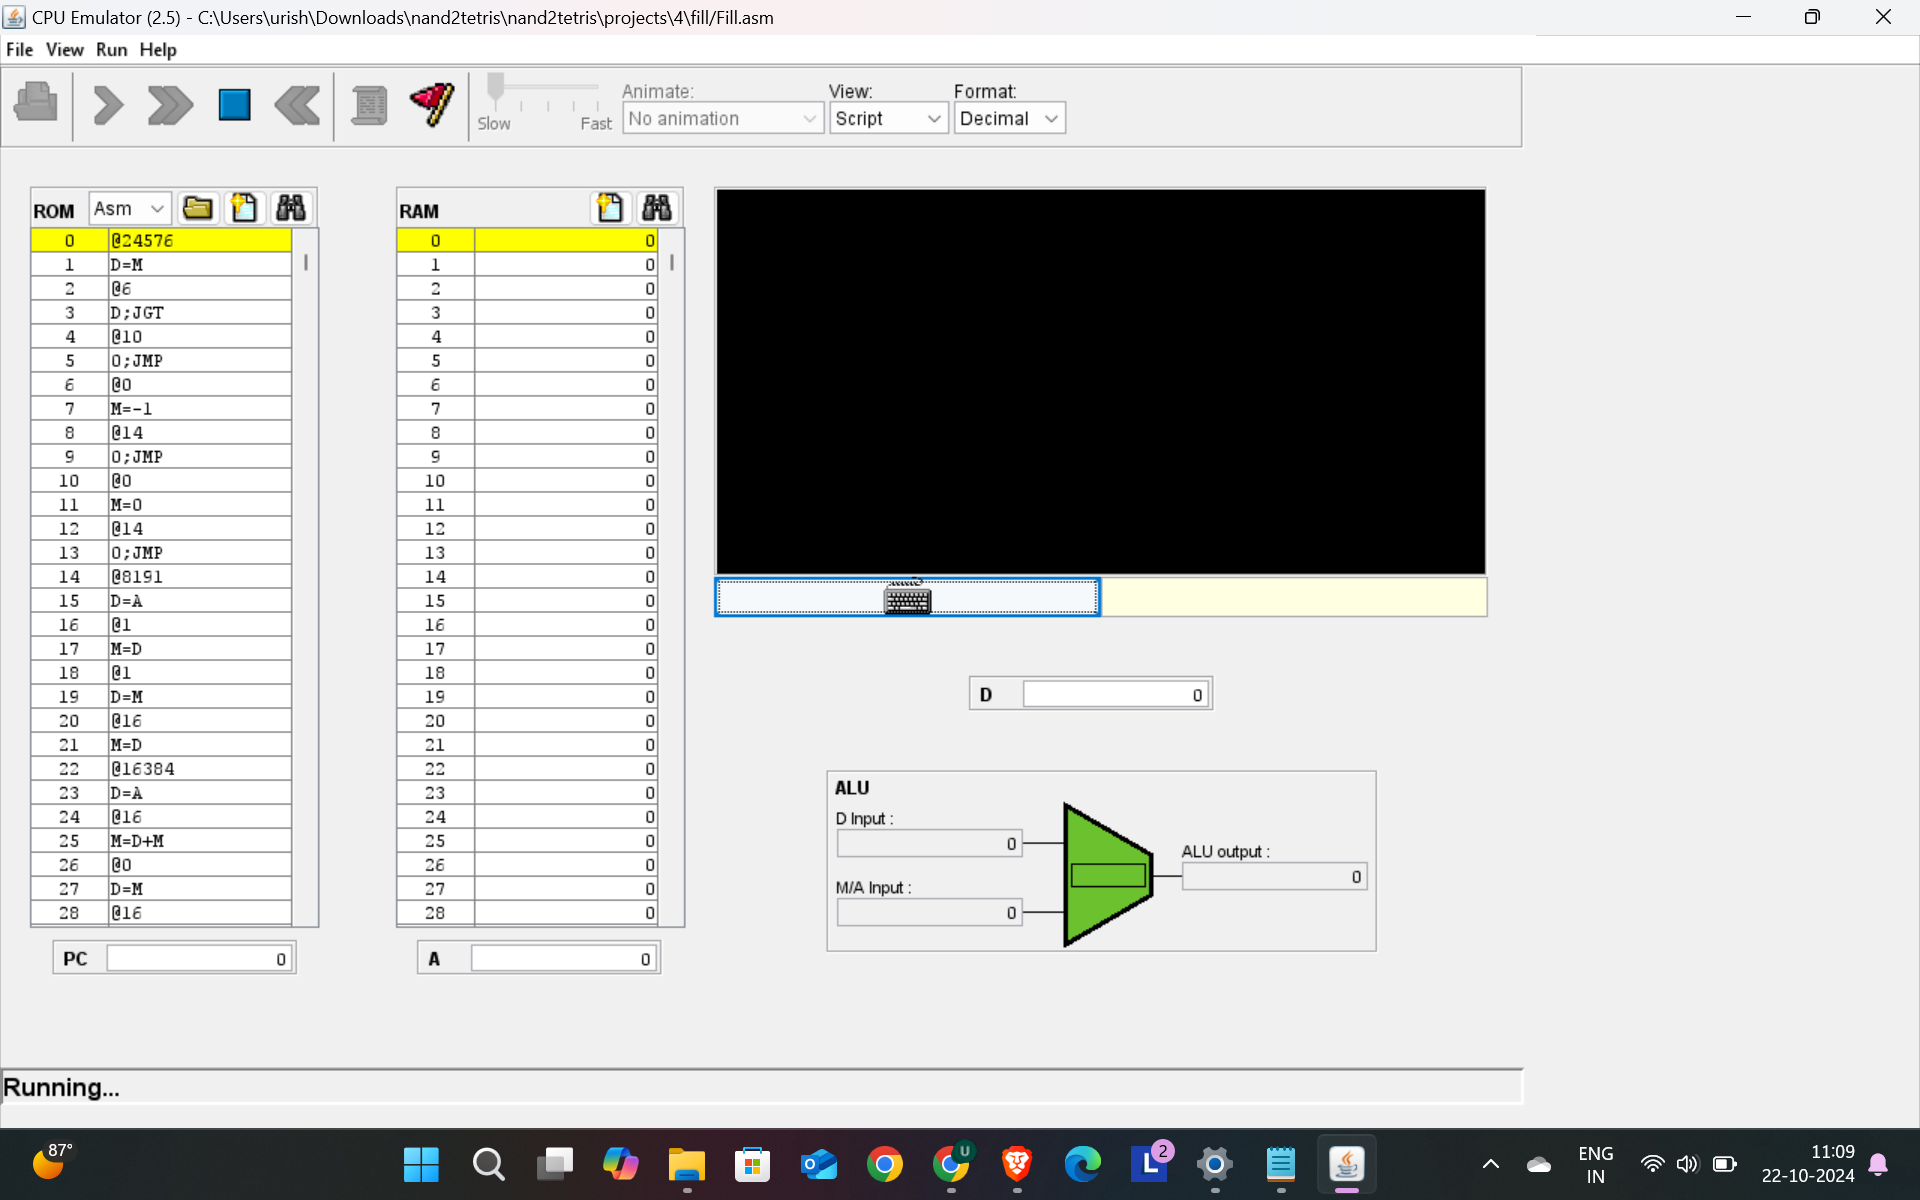 CPU Emulator (2.5) - C:\Users\urish\Downloads\nand2tetris\nand2tetris\projects\4\fill/Fill.asm
File View Run Help
Animate: View: Format:
Slow Fast No animation Script Decimal
ROM Asm RAM
0 @24576 0 0
1 D=M 1 0
2 @6 2 0
3 D;JGT 3 0
4 @10 4 0
5 0;JMP 5 0
6 @0 6 0
7 M=-1 7 0
8 @14 8 0
9 0;JMP 9 0
10 @0 10 0
11 M=0 11 0
12 @14 12 0
13 0;JMP 13 0
14 @8191 14 0
15 D=A 15 0
16 @1 16 0
17 M=D 17 0
18 @1 18 0
19 D=M 19 0
20 @16 20 0
21 M=D 21 0
22 @16384 22 0
23 D=A 23 0
24 @16 24 0
25 M=D+M 25 0
26 @0 26 0
27 D=M 27 0
28 @16 28 0
PC 0 A 0
D 0
ALU
D Input :
0
M/A Input :
0
ALU output :
0
Running...
87°
U
L 2
ENG
IN
11:09
22-10-2024